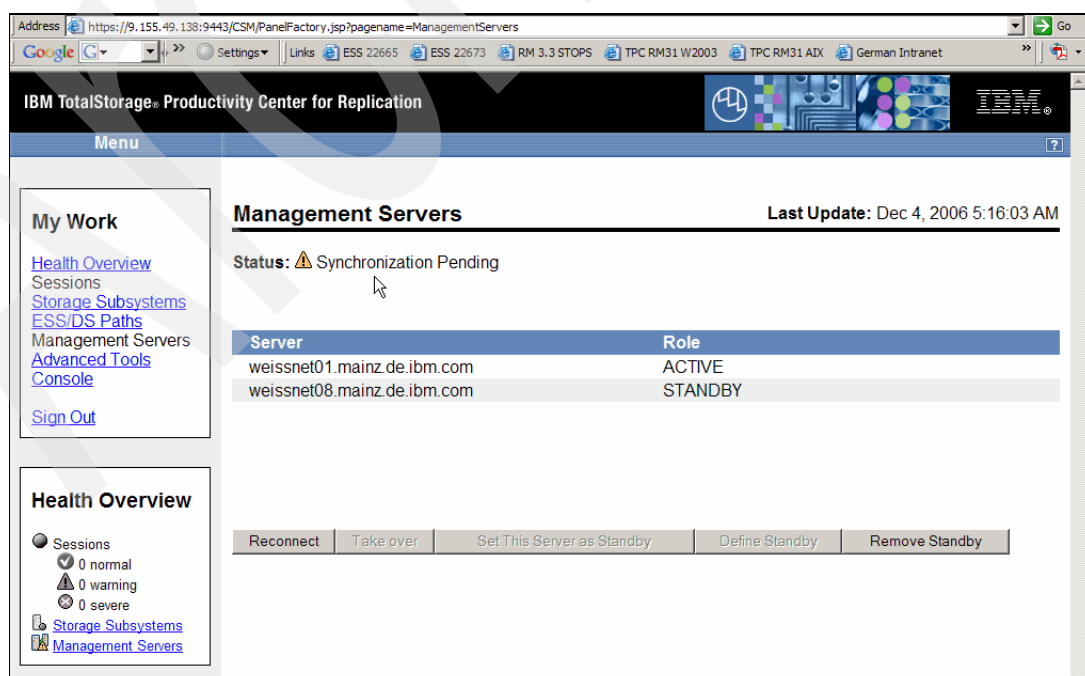 Address https://9.155.49.138:9443/CSM/PanelFactory.jsp?pagename=ManagementServers Go
Google G Settings Links ESS 22665 ESS 22673 RM 3.3 STOPS TPC RM31 W2003 TPC RM31 AIX German Intranet
IBM TotalStorage® Productivity Center for Replication IBM®
Menu ?
My Work
Health Overview
Sessions
Storage Subsystems
ESS/DS Paths
Management Servers
Advanced Tools
Console
Sign Out
Management Servers Last Update: Dec 4, 2006 5:16:03 AM
Status: Synchronization Pending
Server Role
weissnet01.mainz.de.ibm.com ACTIVE
weissnet08.mainz.de.ibm.com STANDBY
Reconnect Take over Set This Server as Standby Define Standby Remove Standby
Health Overview
Sessions
0 normal
0 warning
0 severe
Storage Subsystems
Management Servers